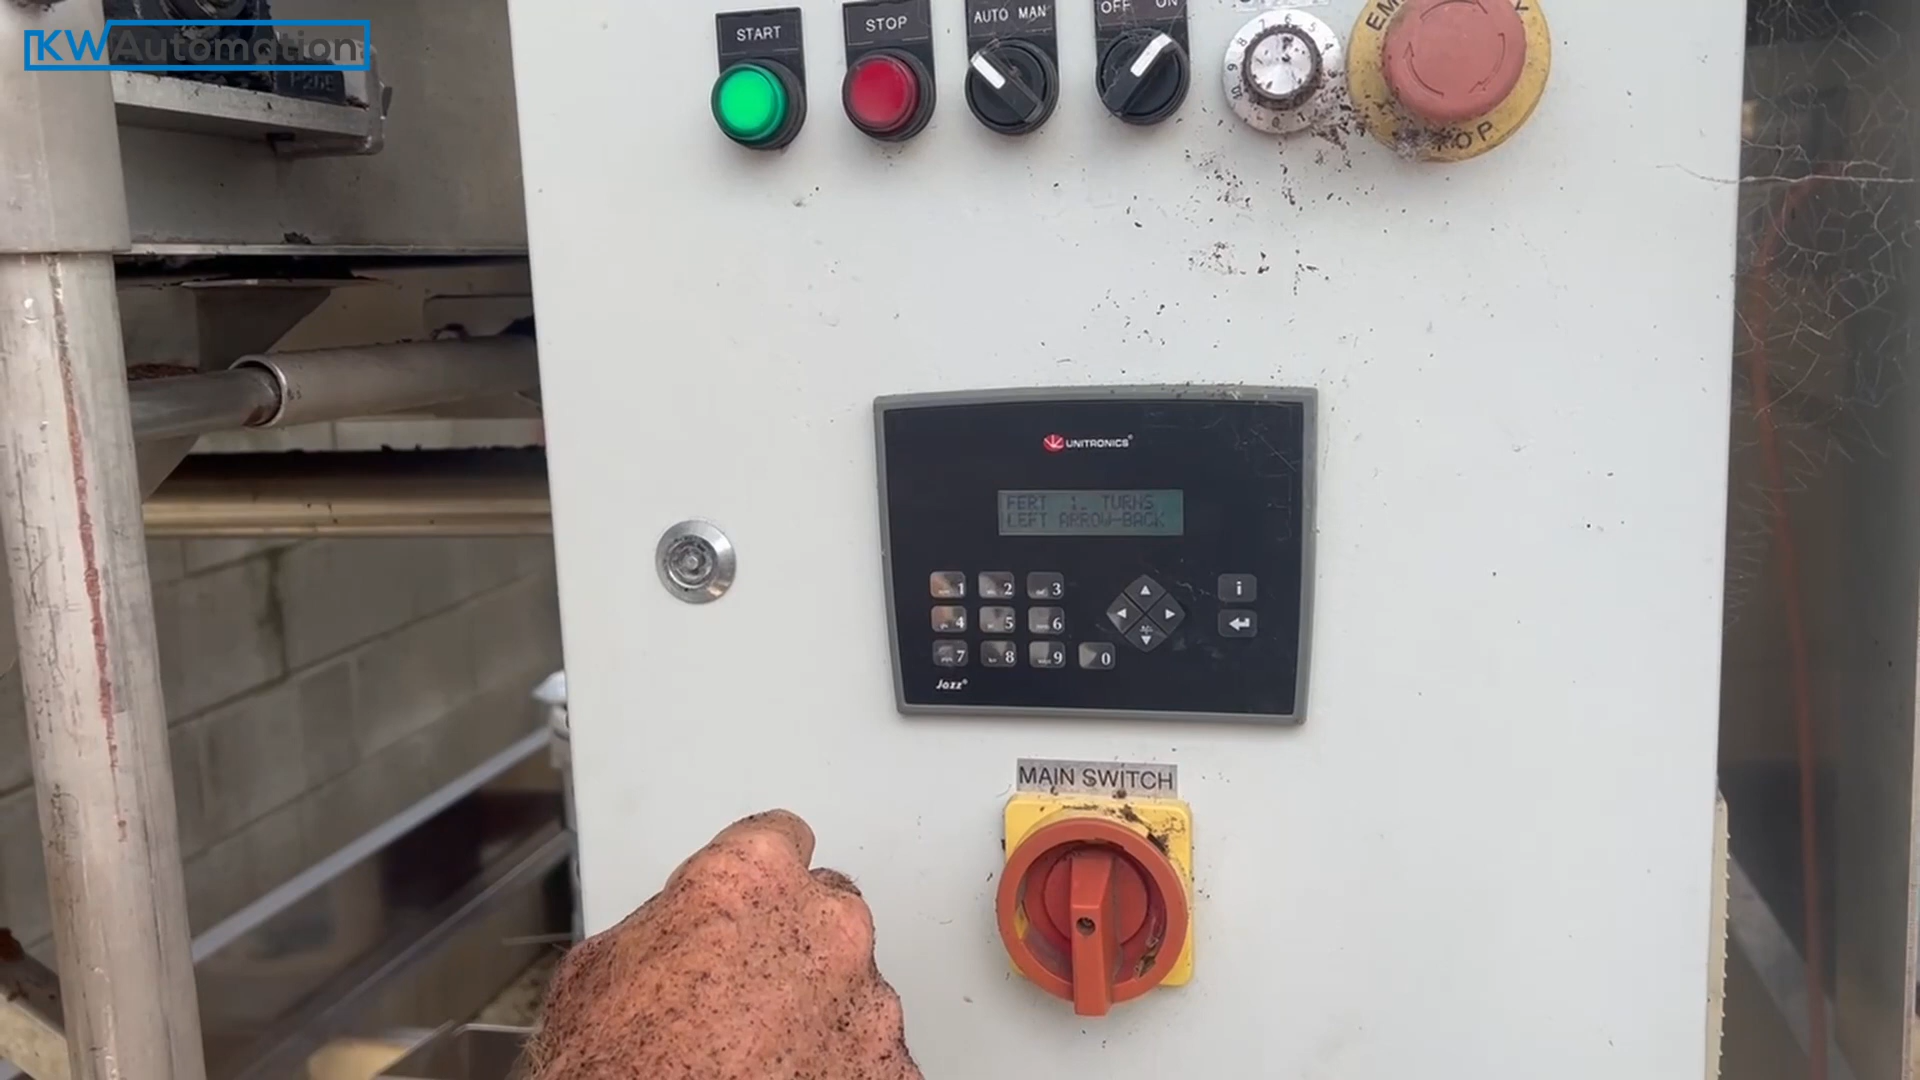 KWAutomation
START
STOP
AUTO MAN
OFF ON
STOP
UNITRONICS®
FERT 1. TURNS
LEFT ARROW-BACK
1 2 3
4 5 6
7 8 9 0
i
Jazz®
MAIN SWITCH